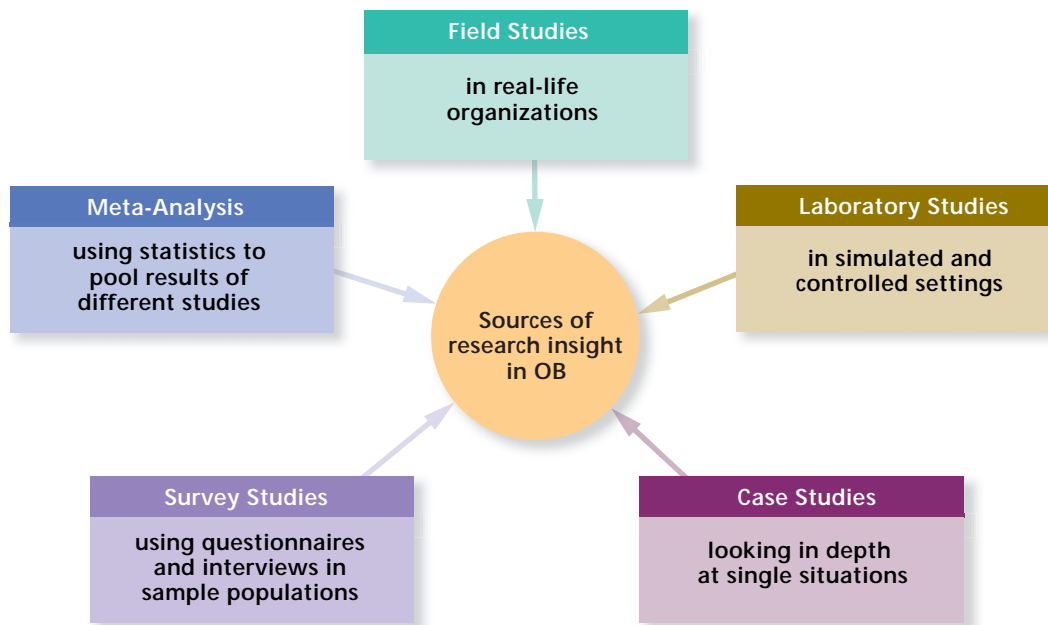 Field Studies
in real-life
organizations
Meta-Analysis
using statistics to
pool results of
different studies
Laboratory Studies
in simulated and
controlled settings
Sources of
research insight
in OB
Survey Studies
using questionnaires
and interviews in
sample populations
Case Studies
looking in depth
at single situations